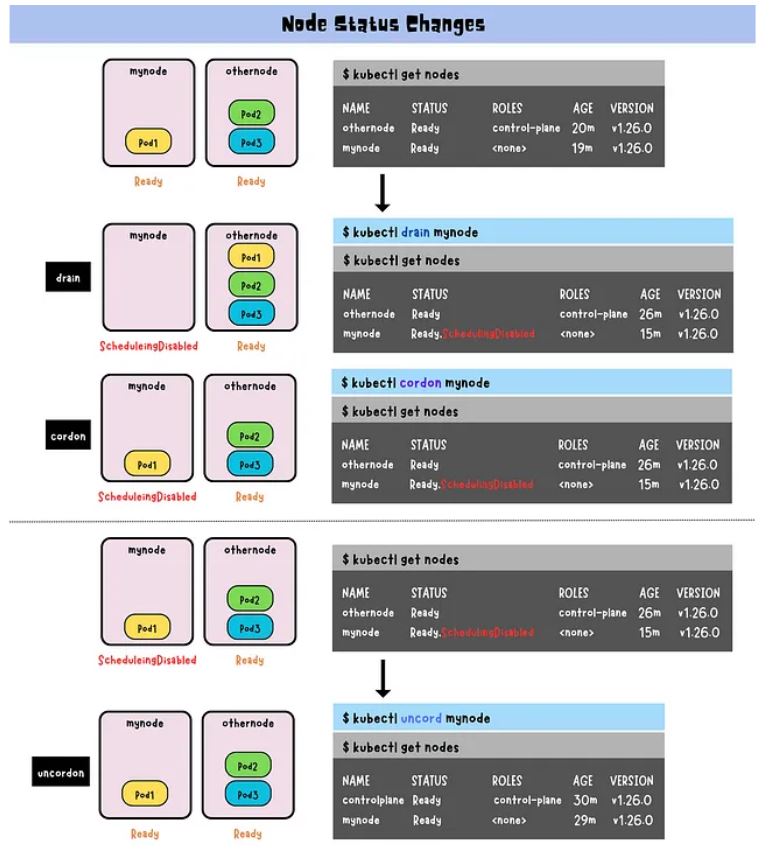 Node Status Changes
mynode
othernode
Pod1
Pod2
Pod3
Ready
Ready
$ kubectl get nodes
NAME STATUS ROLES AGE VERSION
othernode Ready control-plane 20m v1.26.0
mynode Ready <none> 19m v1.26.0
drain
mynode
othernode
Pod1
Pod2
Pod3
ScheduleingDisabled
Ready
$ kubectl drain mynode
$ kubectl get nodes
NAME STATUS ROLES AGE VERSION
othernode Ready control-plane 26m v1.26.0
mynode Ready.SchedulingDisabled <none> 15m v1.26.0
cordon
mynode
othernode
Pod1
Pod2
Pod3
ScheduleingDisabled
Ready
$ kubectl cordon mynode
$ kubectl get nodes
NAME STATUS ROLES AGE VERSION
othernode Ready control-plane 26m v1.26.0
mynode Ready.SchedulingDisabled <none> 15m v1.26.0
mynode
othernode
Pod1
Pod2
Pod3
ScheduleingDisabled
Ready
$ kubectl get nodes
NAME STATUS ROLES AGE VERSION
othernode Ready control-plane 26m v1.26.0
mynode Ready.SchedulingDisabled <none> 15m v1.26.0
uncordon
mynode
othernode
Pod1
Pod2
Pod3
Ready
Ready
$ kubectl uncord mynode
$ kubectl get nodes
NAME STATUS ROLES AGE VERSION
controlplane Ready control-plane 30m v1.26.0
mynode Ready <none> 29m v1.26.0